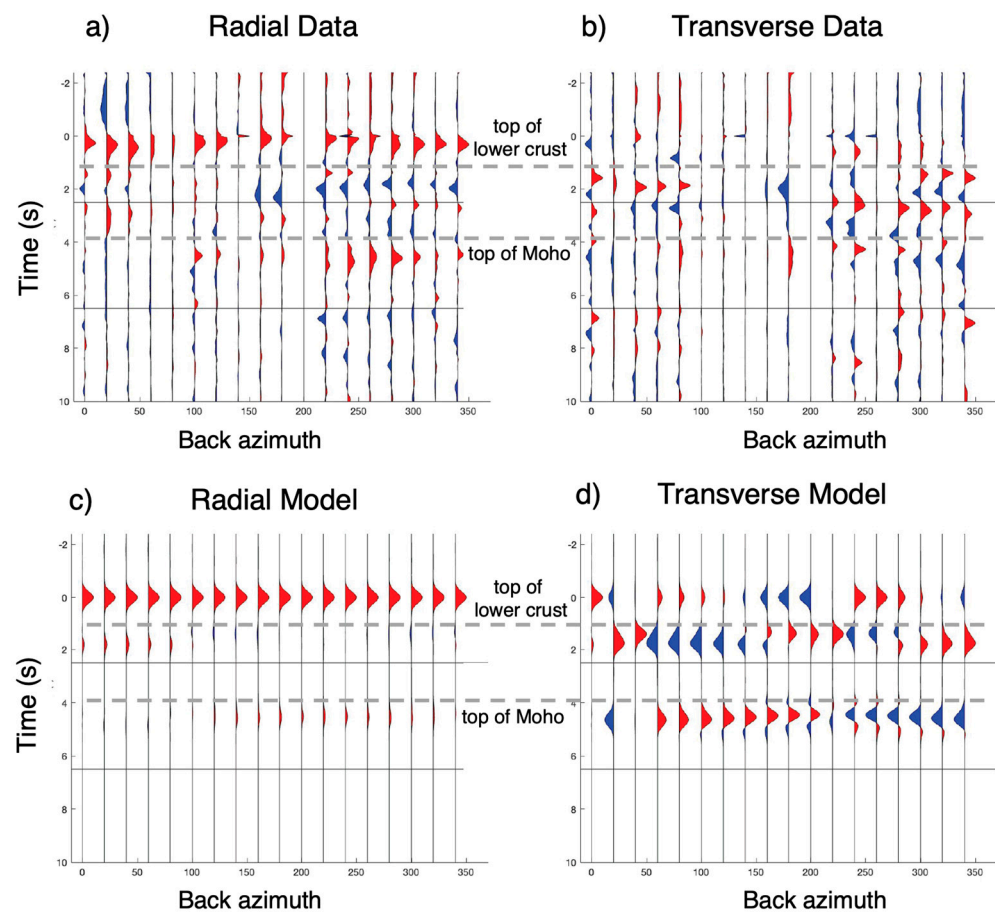 a) Radial Data
b) Transverse Data
-2
0
2
4
6
8
10
Time (s)
0 50 100 150 200 250 300 350
Back azimuth
top of
lower crust
top of Moho
-2
0
2
4
6
8
10
0 50 100 150 200 250 300 350
Back azimuth
c) Radial Model
d) Transverse Model
-2
0
2
4
6
8
10
Time (s)
0 50 100 150 200 250 300 350
Back azimuth
top of
lower crust
top of Moho
-2
0
2
4
6
8
10
0 50 100 150 200 250 300 350
Back azimuth